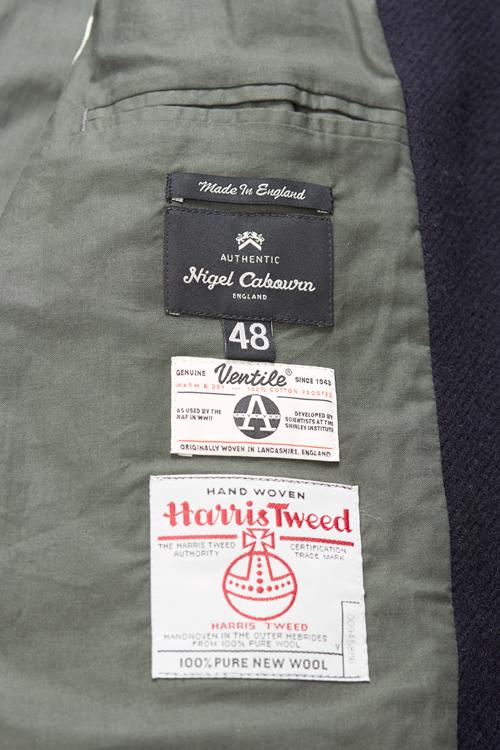 Made In England
AUTHENTIC
Nigel Cabourn
ENGLAND
48
GENUINE Ventile® SINCE 1943
WARM & DRY 100% COTTON PROOFED
AS USED BY THE
RAF IN WWII
A
DEVELOPED BY
SCIENTISTS AT THE
SHIRLEY INSTITUTE
ORIGINALLY WOVEN IN LANCASHIRE, ENGLAND
HAND WOVEN
Harris Tweed
THE HARRIS TWEED
AUTHORITY
CERTIFICATION
TRADE MARK
HARRIS TWEED
HANDWOVEN IN THE OUTER HEBRIDES
FROM 100% PURE WOOL
100% PURE NEW WOOL